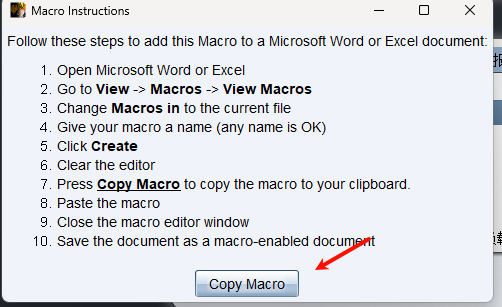 Macro Instructions
Follow these steps to add this Macro to a Microsoft Word or Excel document:
1. Open Microsoft Word or Excel
2. Go to View -> Macros -> View Macros
3. Change Macros in to the current file
4. Give your macro a name (any name is OK)
5. Click Create
6. Clear the editor
7. Press Copy Macro to copy the macro to your clipboard.
8. Paste the macro
9. Close the macro editor window
10. Save the document as a macro-enabled document
Copy Macro